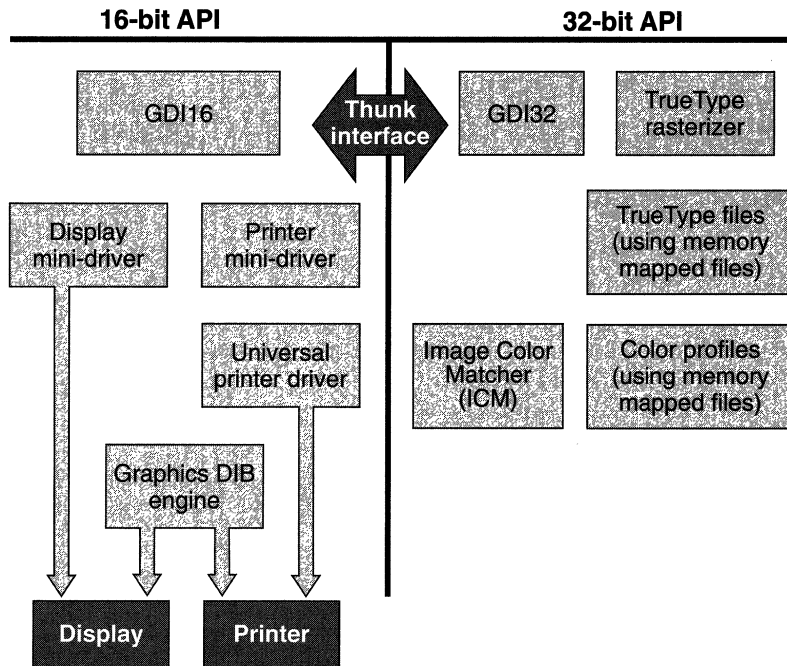 16-bit API
32-bit API
GDI16
Thunk
interface
GDI32
TrueType
rasterizer
Display
mini-driver
Printer
mini-driver
TrueType files
(using memory
mapped files)
Universal
printer driver
Image Color
Matcher
(ICM)
Color profiles
(using memory
mapped files)
Graphics DIB
engine
Display
Printer